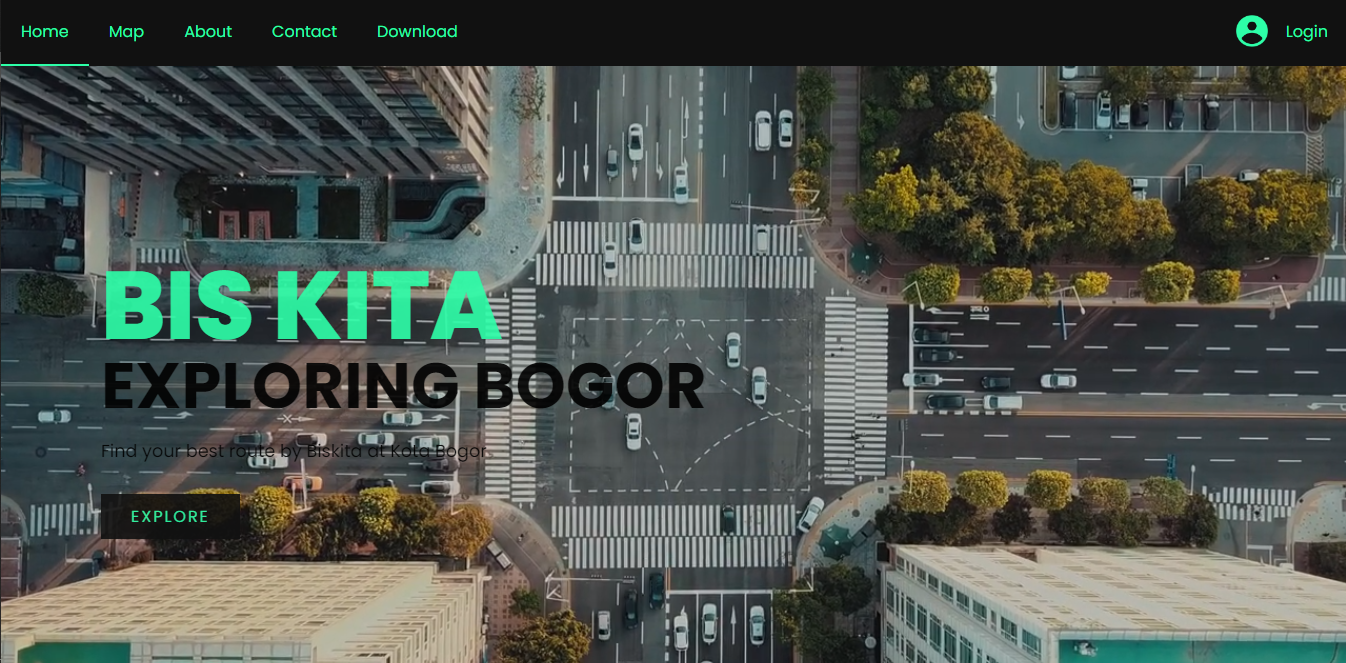 Home Map About Contact Download Login
BIS KITA
EXPLORING BOGOR
Find your best route by Biskita at Kota Bogor
EXPLORE